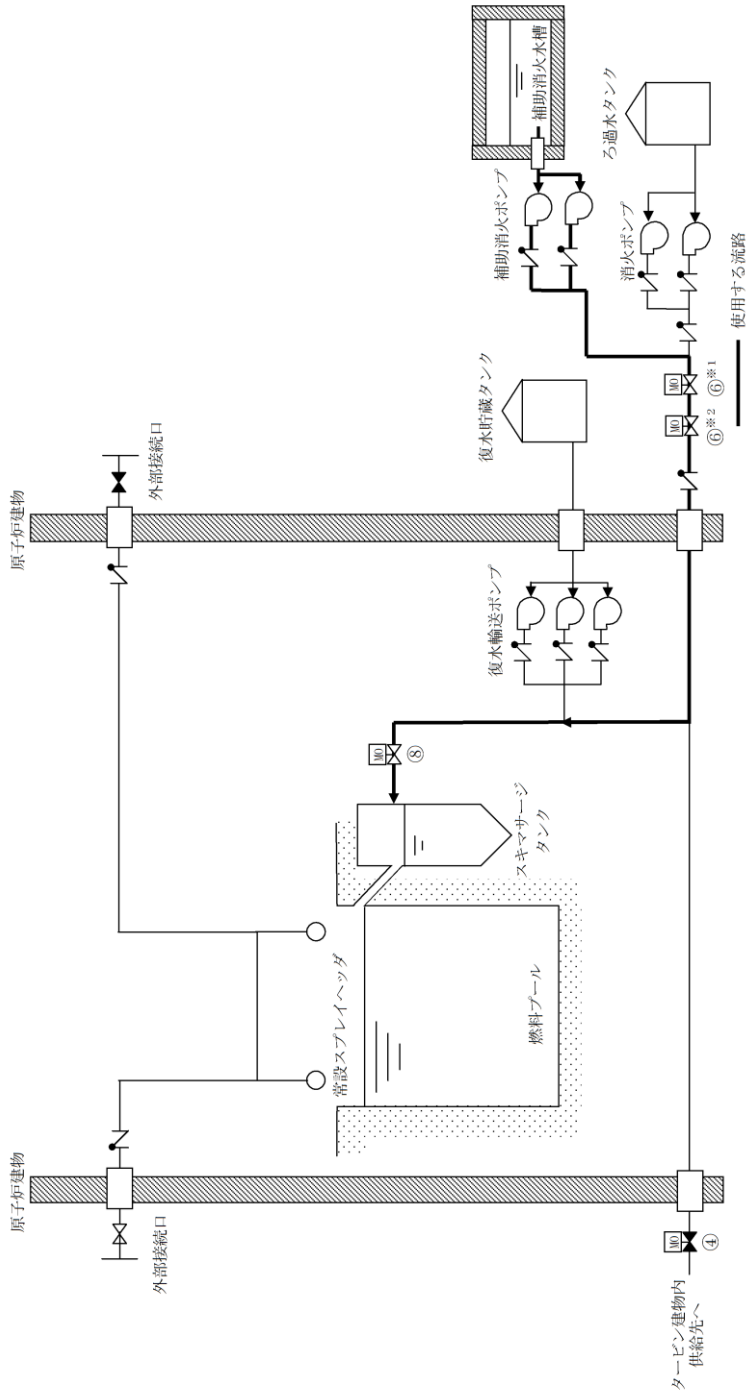 原子炉建物
原子炉建物
外部接続口
外部接続口
常設スプレイヘッダ
燃料プール
スキマサージ
タンク
MO
⑧
復水輸送ポンプ
復水貯蔵タンク
補助消火ポンプ
補助消火水槽
消火ポンプ
ろ過水タンク
MO
④
タービン建物内
供給先へ
MO
⑥※2
MO
⑥※1
使用する流路